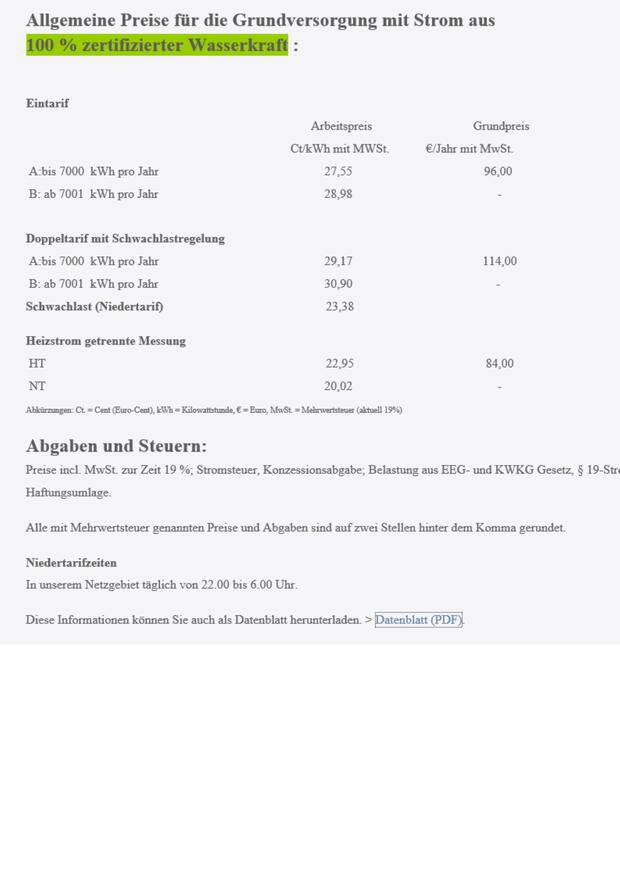 Allgemeine Preise für die Grundversorgung mit Strom aus
100 % zertifizierter Wasserkraft :
Eintarif
Arbeitspreis Grundpreis
Ct/kWh mit MWSt. €/Jahr mit MwSt.
A:bis 7000 kWh pro Jahr 27,55 96,00
B: ab 7001 kWh pro Jahr 28,98 -
Doppeltarif mit Schwachlastregelung
A:bis 7000 kWh pro Jahr 29,17 114,00
B: ab 7001 kWh pro Jahr 30,90 -
Schwachlast (Niedertarif) 23,38
Heizstrom getrennte Messung
HT 22,95 84,00
NT 20,02 -
Abkürzungen: Ct. = Cent (Euro-Cent), kWh = Kilowattstunde, € = Euro, MwSt. = Mehrwertsteuer (aktuell 19%)
Abgaben und Steuern:
Preise incl. MwSt. zur Zeit 19 %; Stromsteuer, Konzessionsabgabe; Belastung aus EEG- und KWKG Gesetz, § 19-Stre
Haftungsumlage.
Alle mit Mehrwertsteuer genannten Preise und Abgaben sind auf zwei Stellen hinter dem Komma gerundet.
Niedertarifzeiten
In unserem Netzgebiet täglich von 22.00 bis 6.00 Uhr.
Diese Informationen können Sie auch als Datenblatt herunterladen. > Datenblatt (PDF).